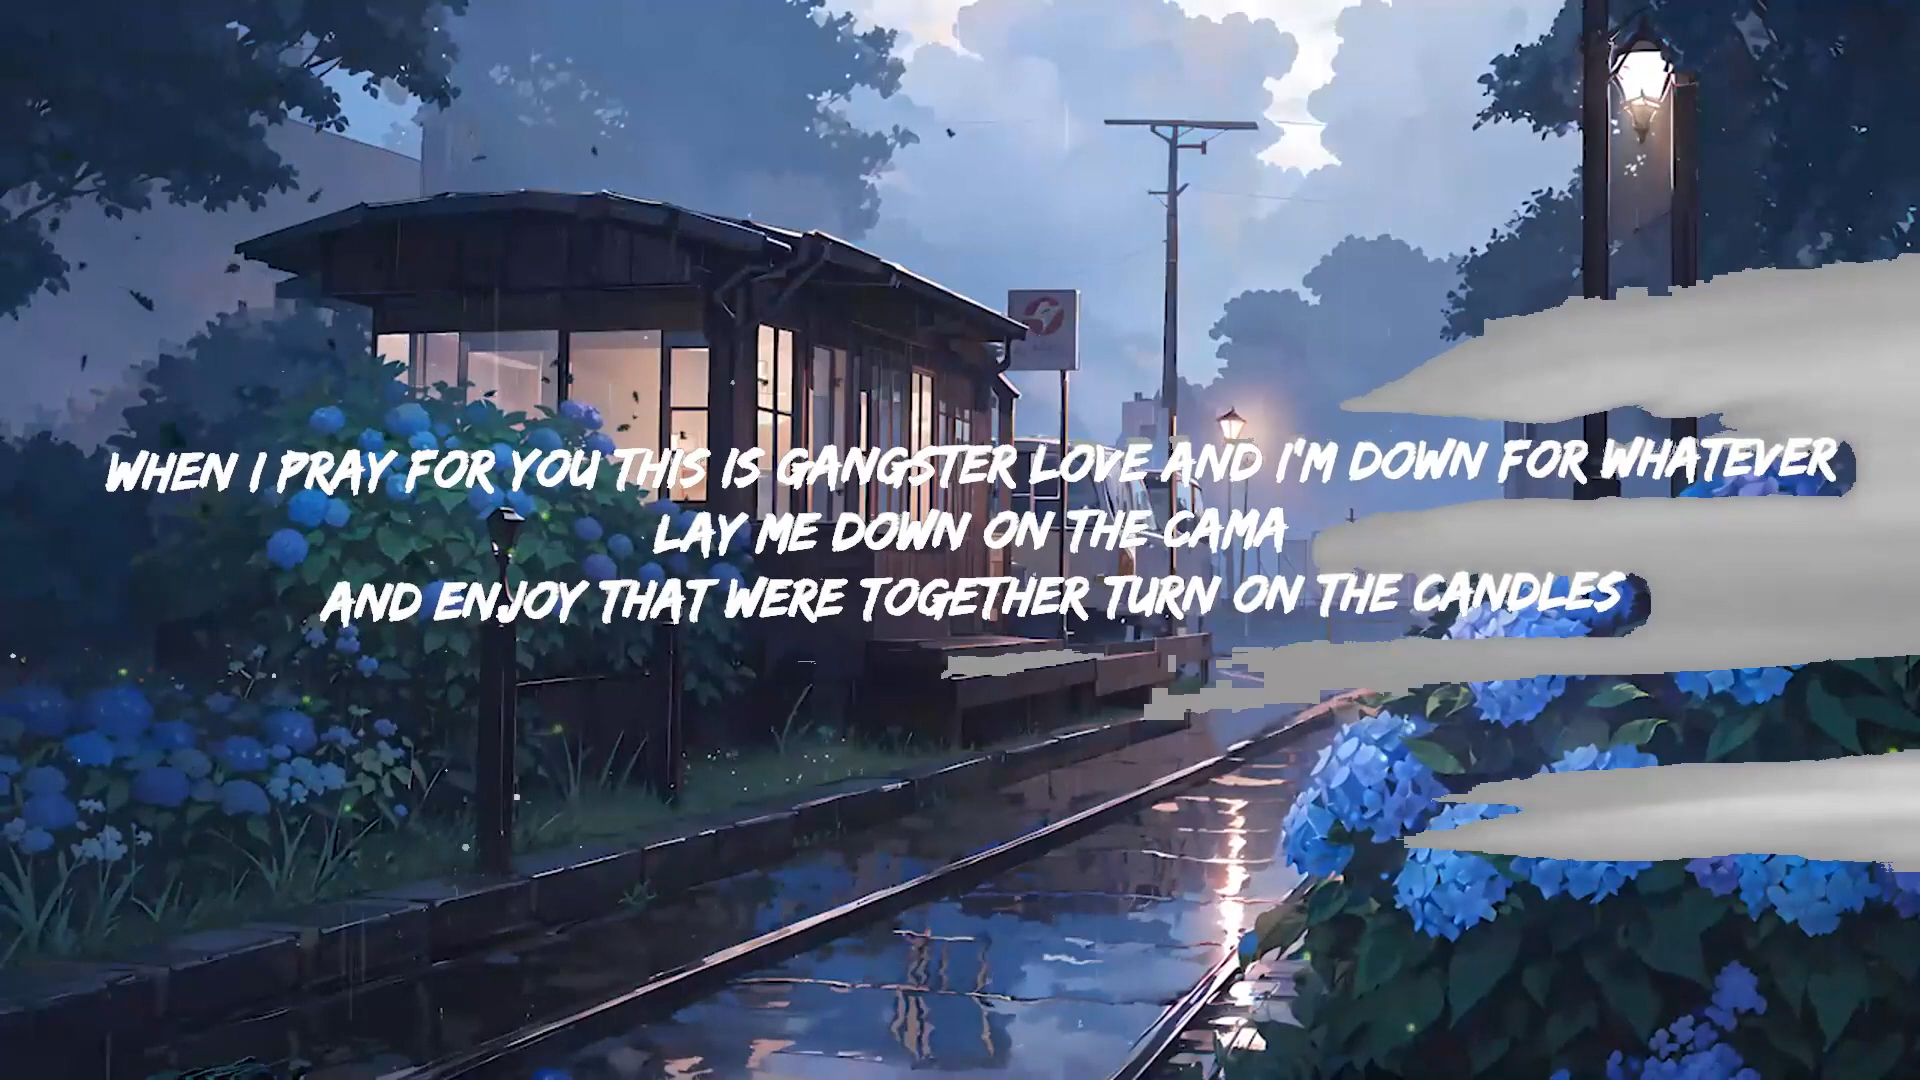 WHEN I PRAY FOR YOU THIS IS GANGSTER LOVE AND I'M DOWN FOR WHATEVER
LAY ME DOWN ON THE CAMA
AND ENJOY THAT WERE TOGETHER TURN ON THE CANDLES